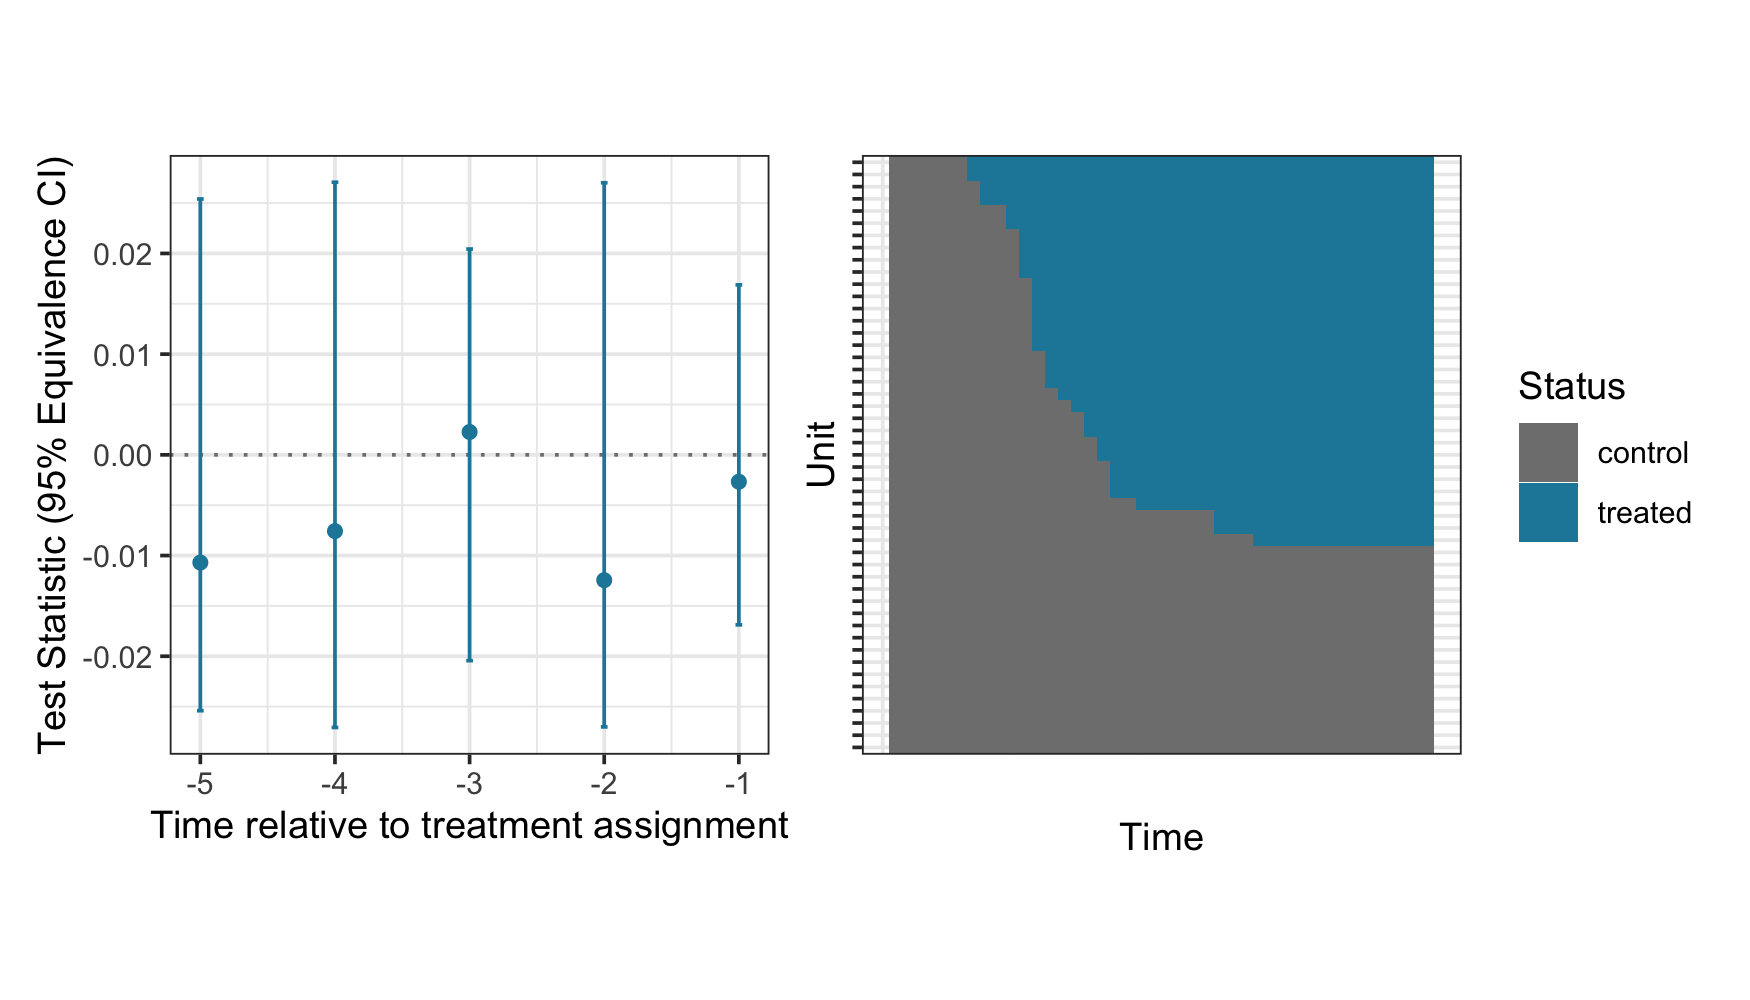 Test Statistic (95% Equivalence CI)
0.02
0.01
0.00
-0.01
-0.02
-5 -4 -3 -2 -1
Time relative to treatment assignment
Unit
Time
Status
control
treated